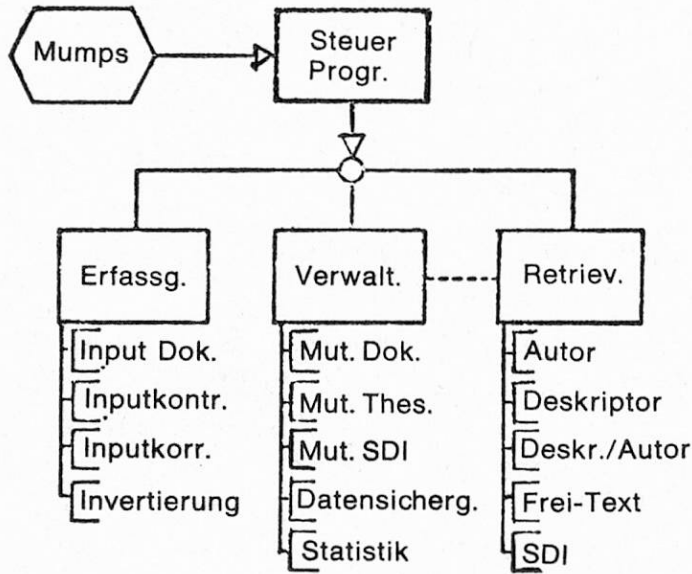 Mumps
Steuer
Progr.
Erfassg.
Verwalt.
Retriev.
Input Dok.
Inputkontr.
Inputkorr.
Invertierung
Mut. Dok.
Mut. Thes.
Mut. SDI
Datensicherg.
Statistik
Autor
Deskriptor
Deskr./Autor
Frei-Text
SDI